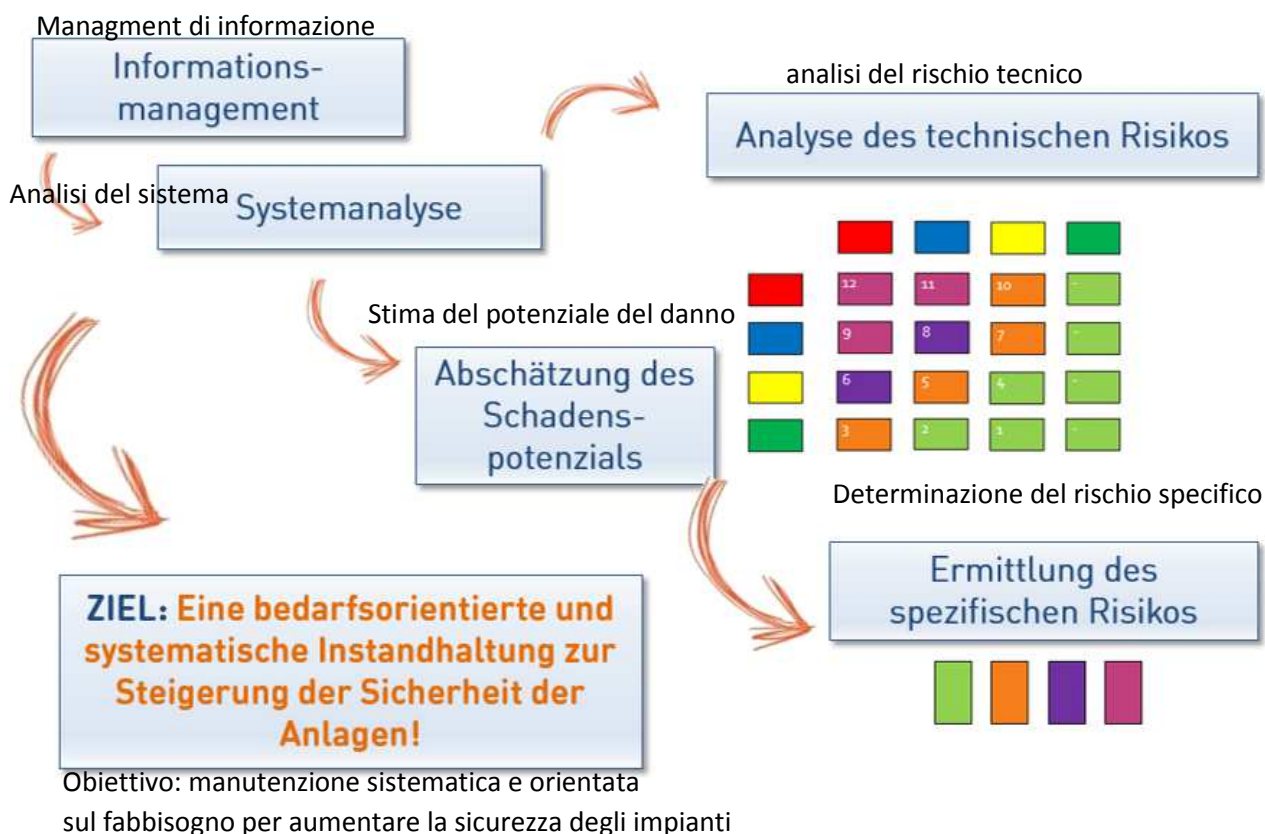 Managment di informazione
Informations-
management
analisi del rischio tecnico
Analyse des technischen Risikos
Analisi del sistema
Systemanalyse
12 11 10 -
Stima del potenziale del danno
9 8 7 -
Abschätzung des
Schadens-
potenzials
6 5 4 -
3 2 1 -
Determinazione del rischio specifico
Ermittlung des
spezifischen Risikos
ZIEL: Eine bedarfsorientierte und
systematische Instandhaltung zur
Steigerung der Sicherheit der
Anlagen!
Obiettivo: manutenzione sistematica e orientata
sul fabbisogno per aumentare la sicurezza degli impianti